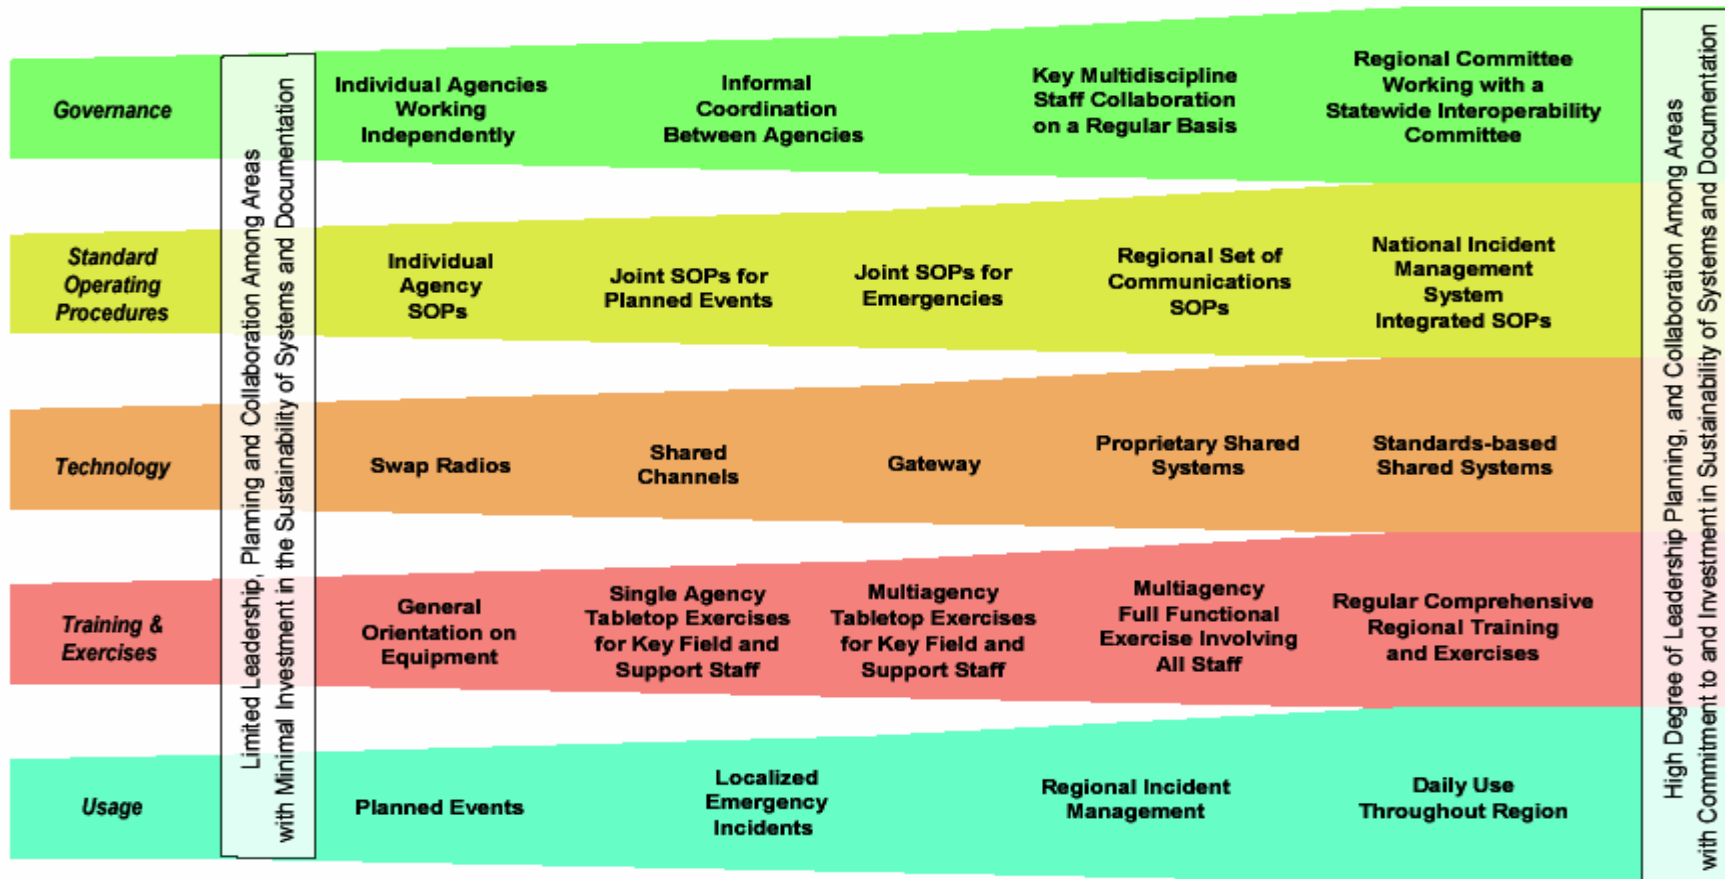 Governance
Limited Leadership, Planning and Collaboration Among Areas
with Minimal Investment in the Sustainability of Systems and Documentation
Individual Agencies
Working
Independently
Informal
Coordination
Between Agencies
Key Multidiscipline
Staff Collaboration
on a Regular Basis
Regional Committee
Working with a
Statewide Interoperability
Committee
High Degree of Leadership Planning, and Collaboration Among Areas
with Commitment to and Investment in Sustainability of Systems and Documentation
Standard
Operating
Procedures
Individual
Agency
SOPs
Joint SOPs for
Planned Events
Joint SOPs for
Emergencies
Regional Set of
Communications
SOPs
National Incident
Management
System
Integrated SOPs
Technology
Swap Radios
Shared
Channels
Gateway
Proprietary Shared
Systems
Standards-based
Shared Systems
Training &
Exercises
General
Orientation on
Equipment
Single Agency
Tabletop Exercises
for Key Field and
Support Staff
Multiagency
Tabletop Exercises
for Key Field and
Support Staff
Multiagency
Full Functional
Exercise Involving
All Staff
Regular Comprehensive
Regional Training
and Exercises
Usage
Planned Events
Localized
Emergency
Incidents
Regional Incident
Management
Daily Use
Throughout Region